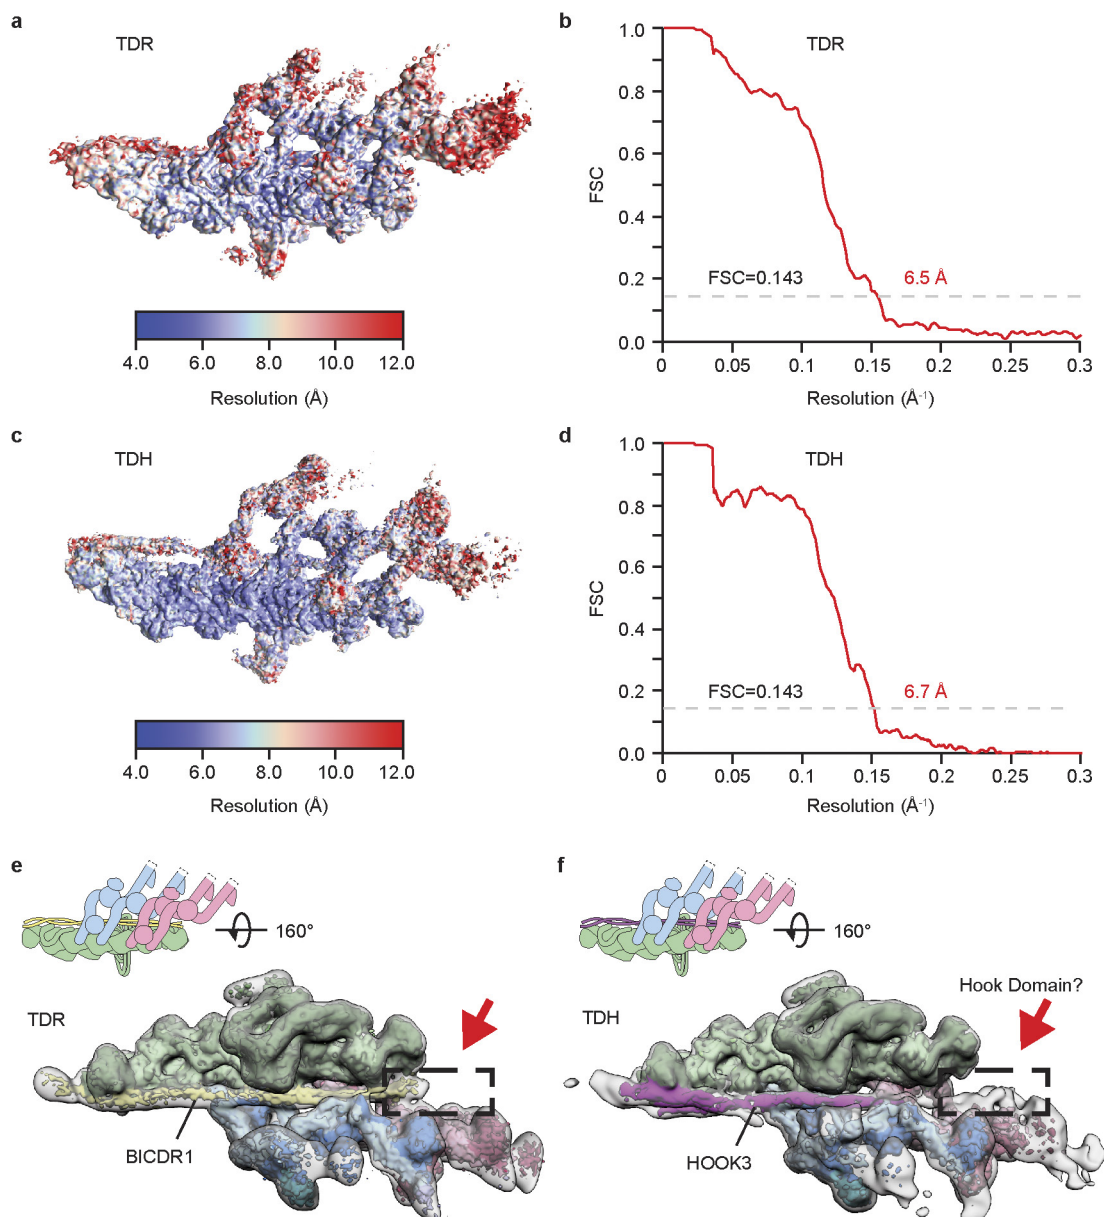 a
TDR
4.0 6.0 8.0 10.0 12.0
Resolution (Å)
b
TDR
1.0
0.8
0.6
0.4
0.2
0.0
FSC
FSC=0.143 6.5 Å
0 0.05 0.1 0.15 0.2 0.25 0.3
Resolution (Å⁻¹)
c
TDH
4.0 6.0 8.0 10.0 12.0
Resolution (Å)
d
TDH
1.0
0.8
0.6
0.4
0.2
0.0
FSC
FSC=0.143 6.7 Å
0 0.05 0.1 0.15 0.2 0.25 0.3
Resolution (Å⁻¹)
e
160°
TDR
BICDR1
f
160°
Hook Domain?
TDH
HOOK3